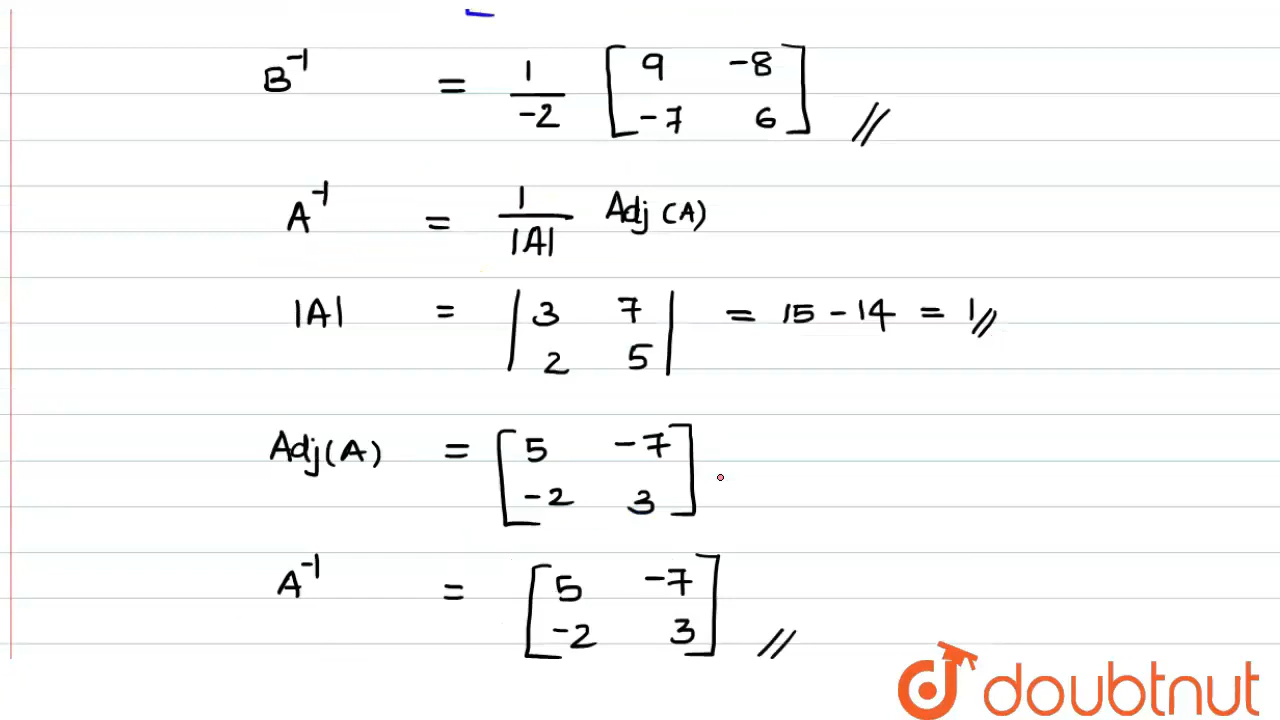 B⁻¹ = 1/-2 [9 -8
-7 6] //
A⁻¹ = 1/|A| Adj (A)
|A| = |3 7
2 5| = 15 - 14 = 1 //
Adj(A) = [5 -7
-2 3]
A⁻¹ = [5 -7
-2 3] //
doubtnut